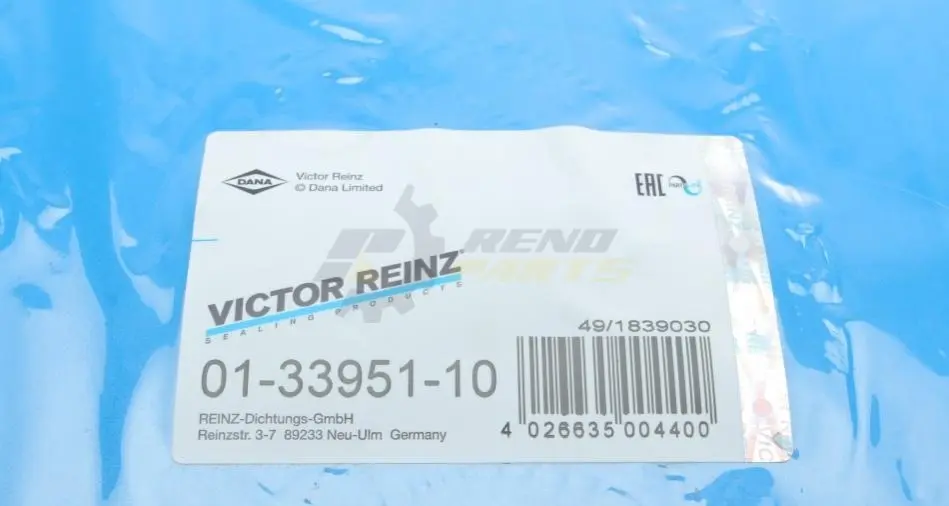 DANA
Victor Reinz
© Dana Limited
EAC
RENO
PARTS
VICTOR REINZ®
SEALING PRODUCTS
49/1839030
01-33951-10
REINZ-Dichtungs-GmbH
Reinzstr. 3-7 89233 Neu-Ulm Germany
4 026635 004400